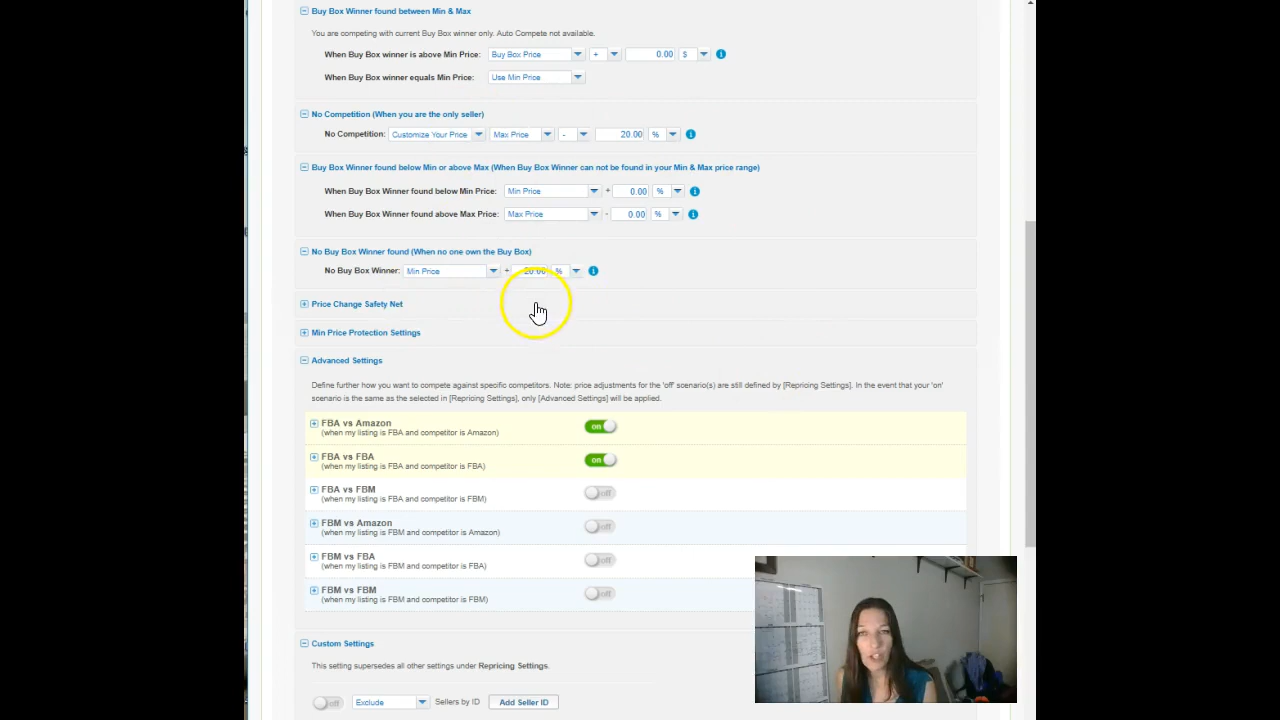 Buy Box Winner found between Min & Max
You are competing with current Buy Box winner only. Auto Compete not available.
When Buy Box winner is above Min Price: Buy Box Price + 0.00 $
When Buy Box winner equals Min Price: Use Min Price
No Competition (When you are the only seller)
No Competition: Customize Your Price Max Price - 20.00 %
Buy Box Winner found below Min or above Max (When Buy Box Winner can not be found in your Min & Max price range)
When Buy Box Winner found below Min Price: Min Price + 0.00 %
When Buy Box Winner found above Max Price: Max Price - 0.00 %
No Buy Box Winner found (When no one own the Buy Box)
No Buy Box Winner: Min Price + 20.00 %
Price Change Safety Net
Min Price Protection Settings
Advanced Settings
Define further how you want to compete against specific competitors. Note: price adjustments for the 'off' scenario(s) are still defined by [Repricing Settings]. In the event that your 'on'
scenario is the same as the selected in [Repricing Settings], only [Advanced Settings] will be applied.
FBA vs Amazon
(when my listing is FBA and competitor is Amazon)
on
FBA vs FBA
(when my listing is FBA and competitor is FBA)
on
FBA vs FBM
(when my listing is FBA and competitor is FBM)
off
FBM vs Amazon
(when my listing is FBM and competitor is Amazon)
off
FBM vs FBA
(when my listing is FBM and competitor is FBA)
off
FBM vs FBM
(when my listing is FBM and competitor is FBM)
off
Custom Settings
This setting supersedes all other settings under Repricing Settings.
off Exclude Sellers by ID Add Seller ID